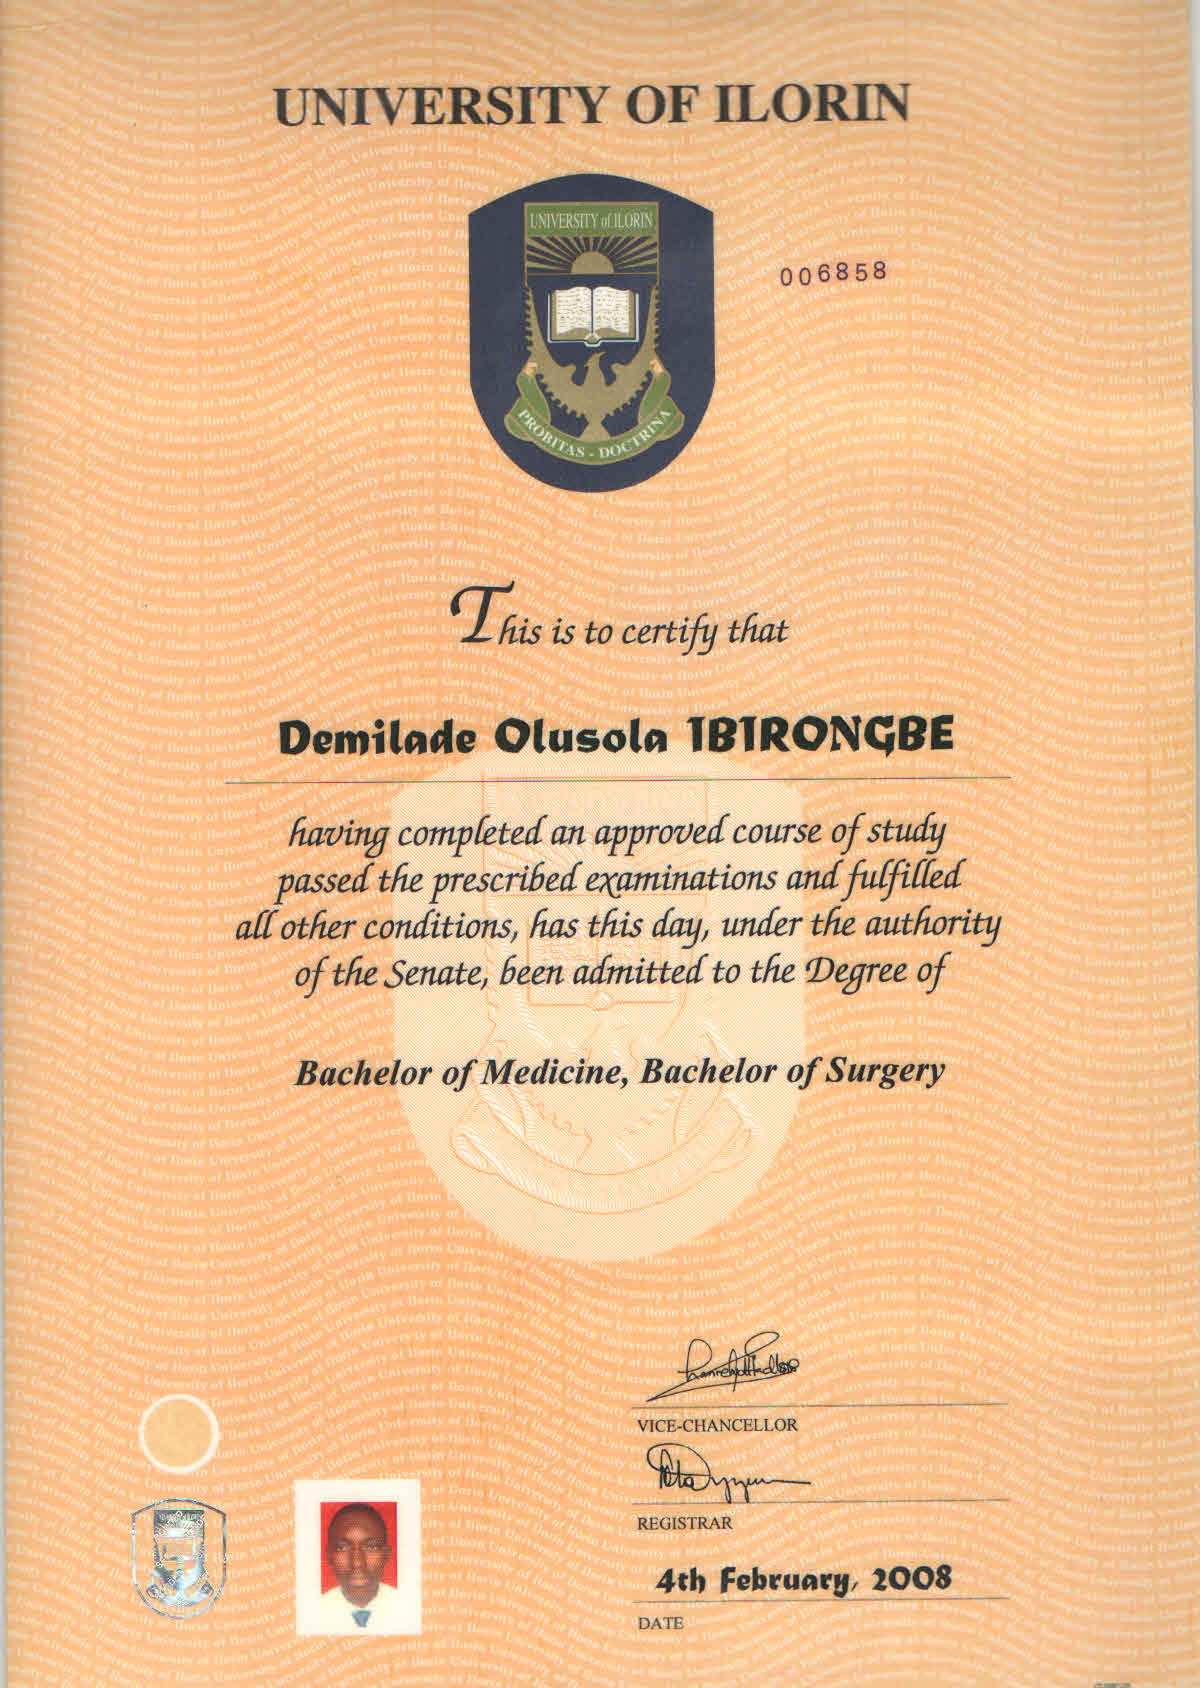 UNIVERSITY OF ILORIN
UNIVERSITY of ILORIN
006858
PROBITAS - DOCTRINA
This is to certify that
Demilade Olusola IBIRONGBE
having completed an approved course of study
passed the prescribed examinations and fulfilled
all other conditions, has this day, under the authority
of the Senate, been admitted to the Degree of
Bachelor of Medicine, Bachelor of Surgery
VICE-CHANCELLOR
REGISTRAR
4th February, 2008
DATE